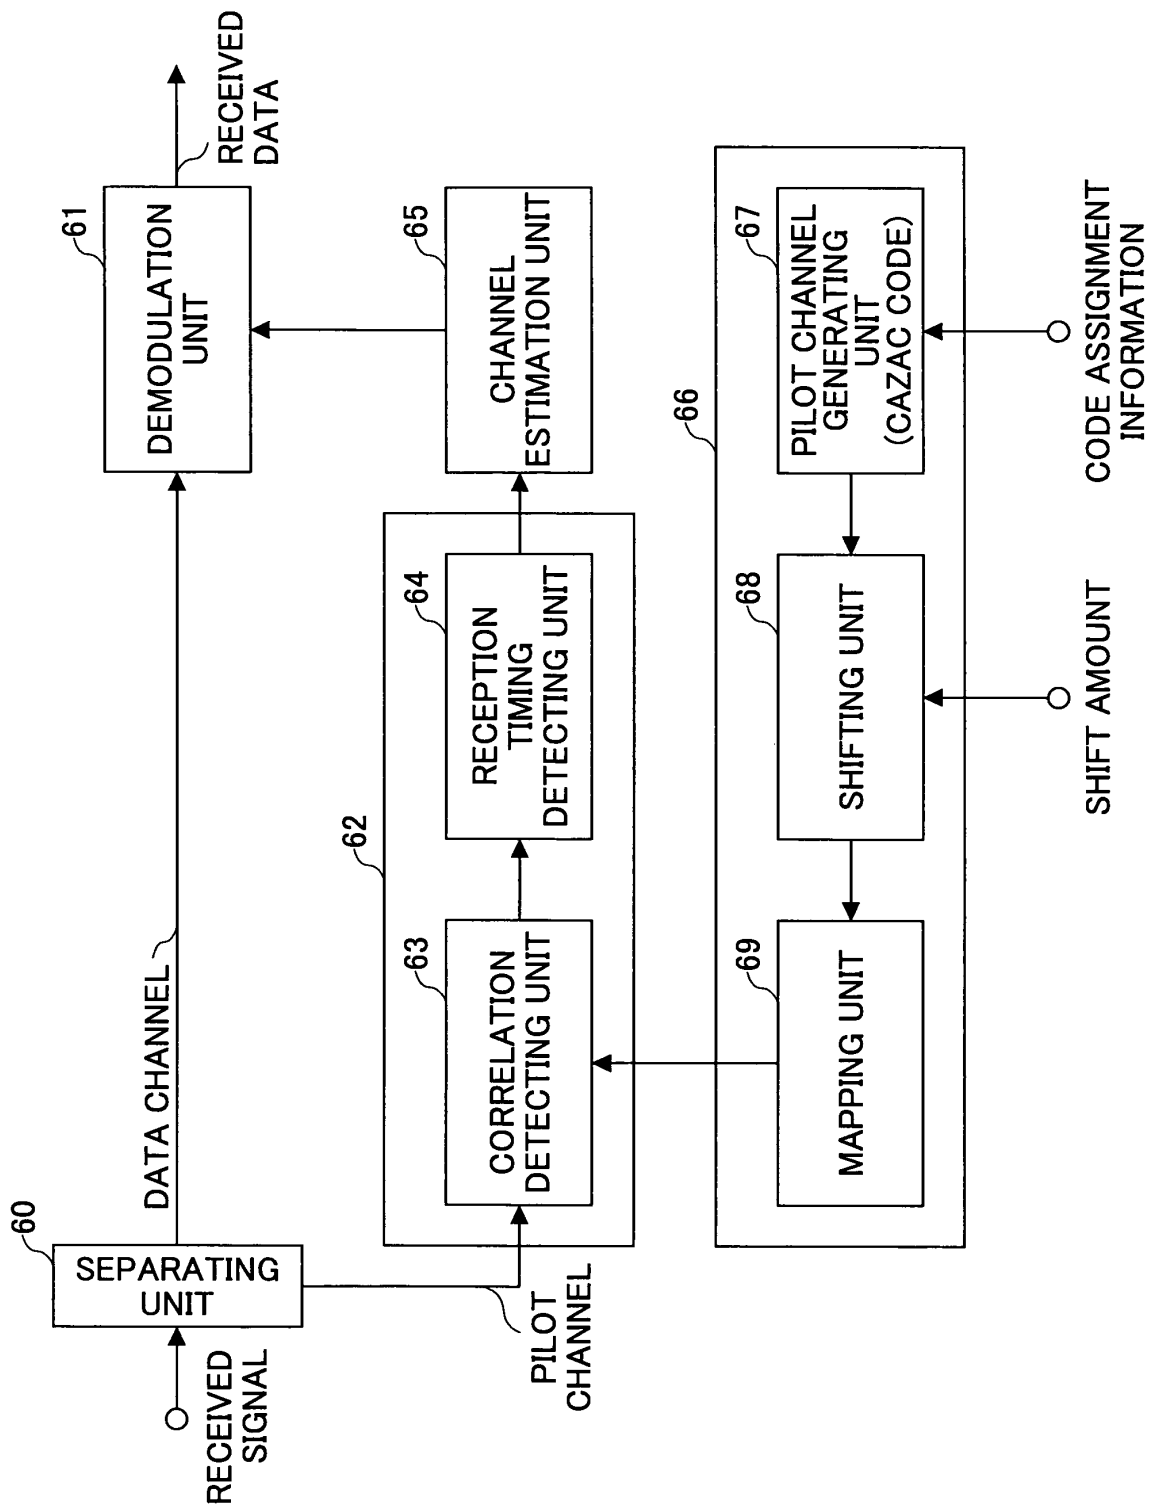 RECEIVED
SIGNAL
60
SEPARATING
UNIT
DATA CHANNEL
61
DEMODULATION
UNIT
RECEIVED
DATA
PILOT
CHANNEL
62
63
CORRELATION
DETECTING UNIT
64
RECEPTION
TIMING
DETECTING UNIT
65
CHANNEL
ESTIMATION UNIT
66
69
MAPPING UNIT
68
SHIFTING UNIT
67
PILOT CHANNEL
GENERATING
UNIT
(CAZAC CODE)
SHIFT AMOUNT
CODE ASSIGNMENT
INFORMATION